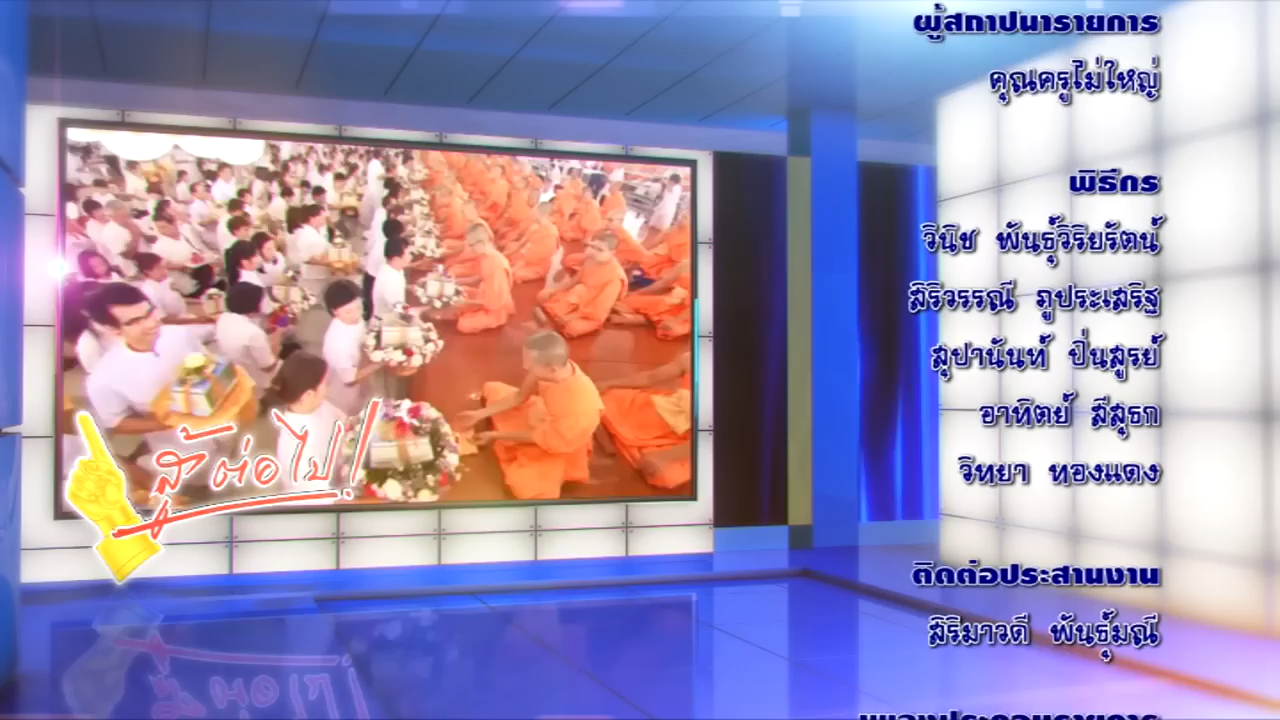 สู้ต่อไป!
ผู้สถาปนารายการ
คุณครูไม่ใหญ่
พิธีกร
วินิช พันธุ์วิริยรัตน์
สิริวรรณี ภูประเสริฐ
สุปานันท์ ปิ่นสูรย์
อาทิตย์ สีสุธก
วิทยา ทองแดง
ติดต่อประสานงาน
สิริมาวดี พันธุ์มณี